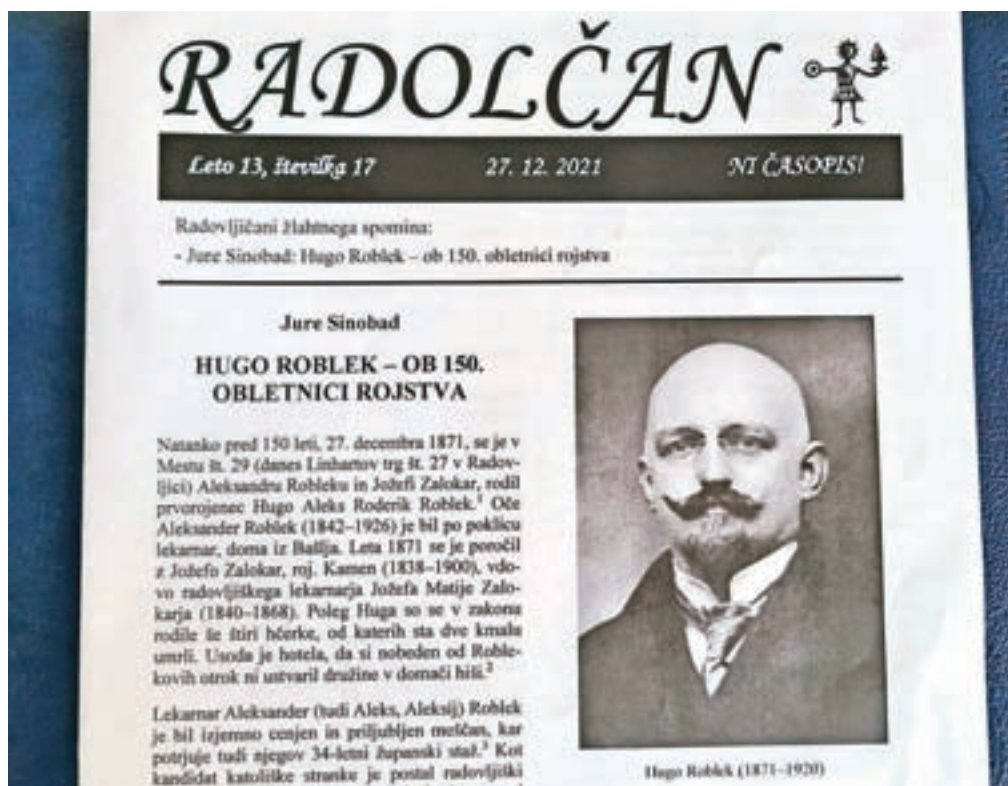 RADOLČAN
Leto 13, številka 17 27. 12. 2021 NI ČASOPIS!
Radovljičani žlahtnega spomina:
- Jure Sinobad: Hugo Roblek – ob 150. obletnici rojstva
Jure Sinobad
HUGO ROBLEK – OB 150.
OBLETNICI ROJSTVA
Natanko pred 150 leti, 27. decembra 1871, se je v
Mestu št. 29 (danes Linhartov trg št. 27 v Radov-
ljici) Aleksandru Robleku in Jožefi Zalokar, rodil
prvorojenec Hugo Aleks Roderik Roblek.1 Oče
Aleksander Roblek (1842–1926) je bil po poklicu
lekarnar, doma iz Bašlja. Leta 1871 se je poročil
z Jožefo Zalokar, roj. Kamen (1838–1900), vdo-
vo radovljiškega lekarnarja Jožefa Matije Zalo-
karja (1840–1868). Poleg Huga so se v zakonu
rodile še štiri hčerke, od katerih sta dve kmalu
umrli. Usoda je hotela, da si nobeden od Roble-
kovih otrok ni ustvaril družine v domači hiši.2
Lekarnar Aleksander (tudi Aleks, Aleksij) Roblek
je bil izjemno cenjen in priljubljen meščan, kar
potrjuje tudi njegov 34-letni županski staž.3 Kot
kandidat katoliške stranke je postal radovljiški
Hugo Roblek (1871–1920)